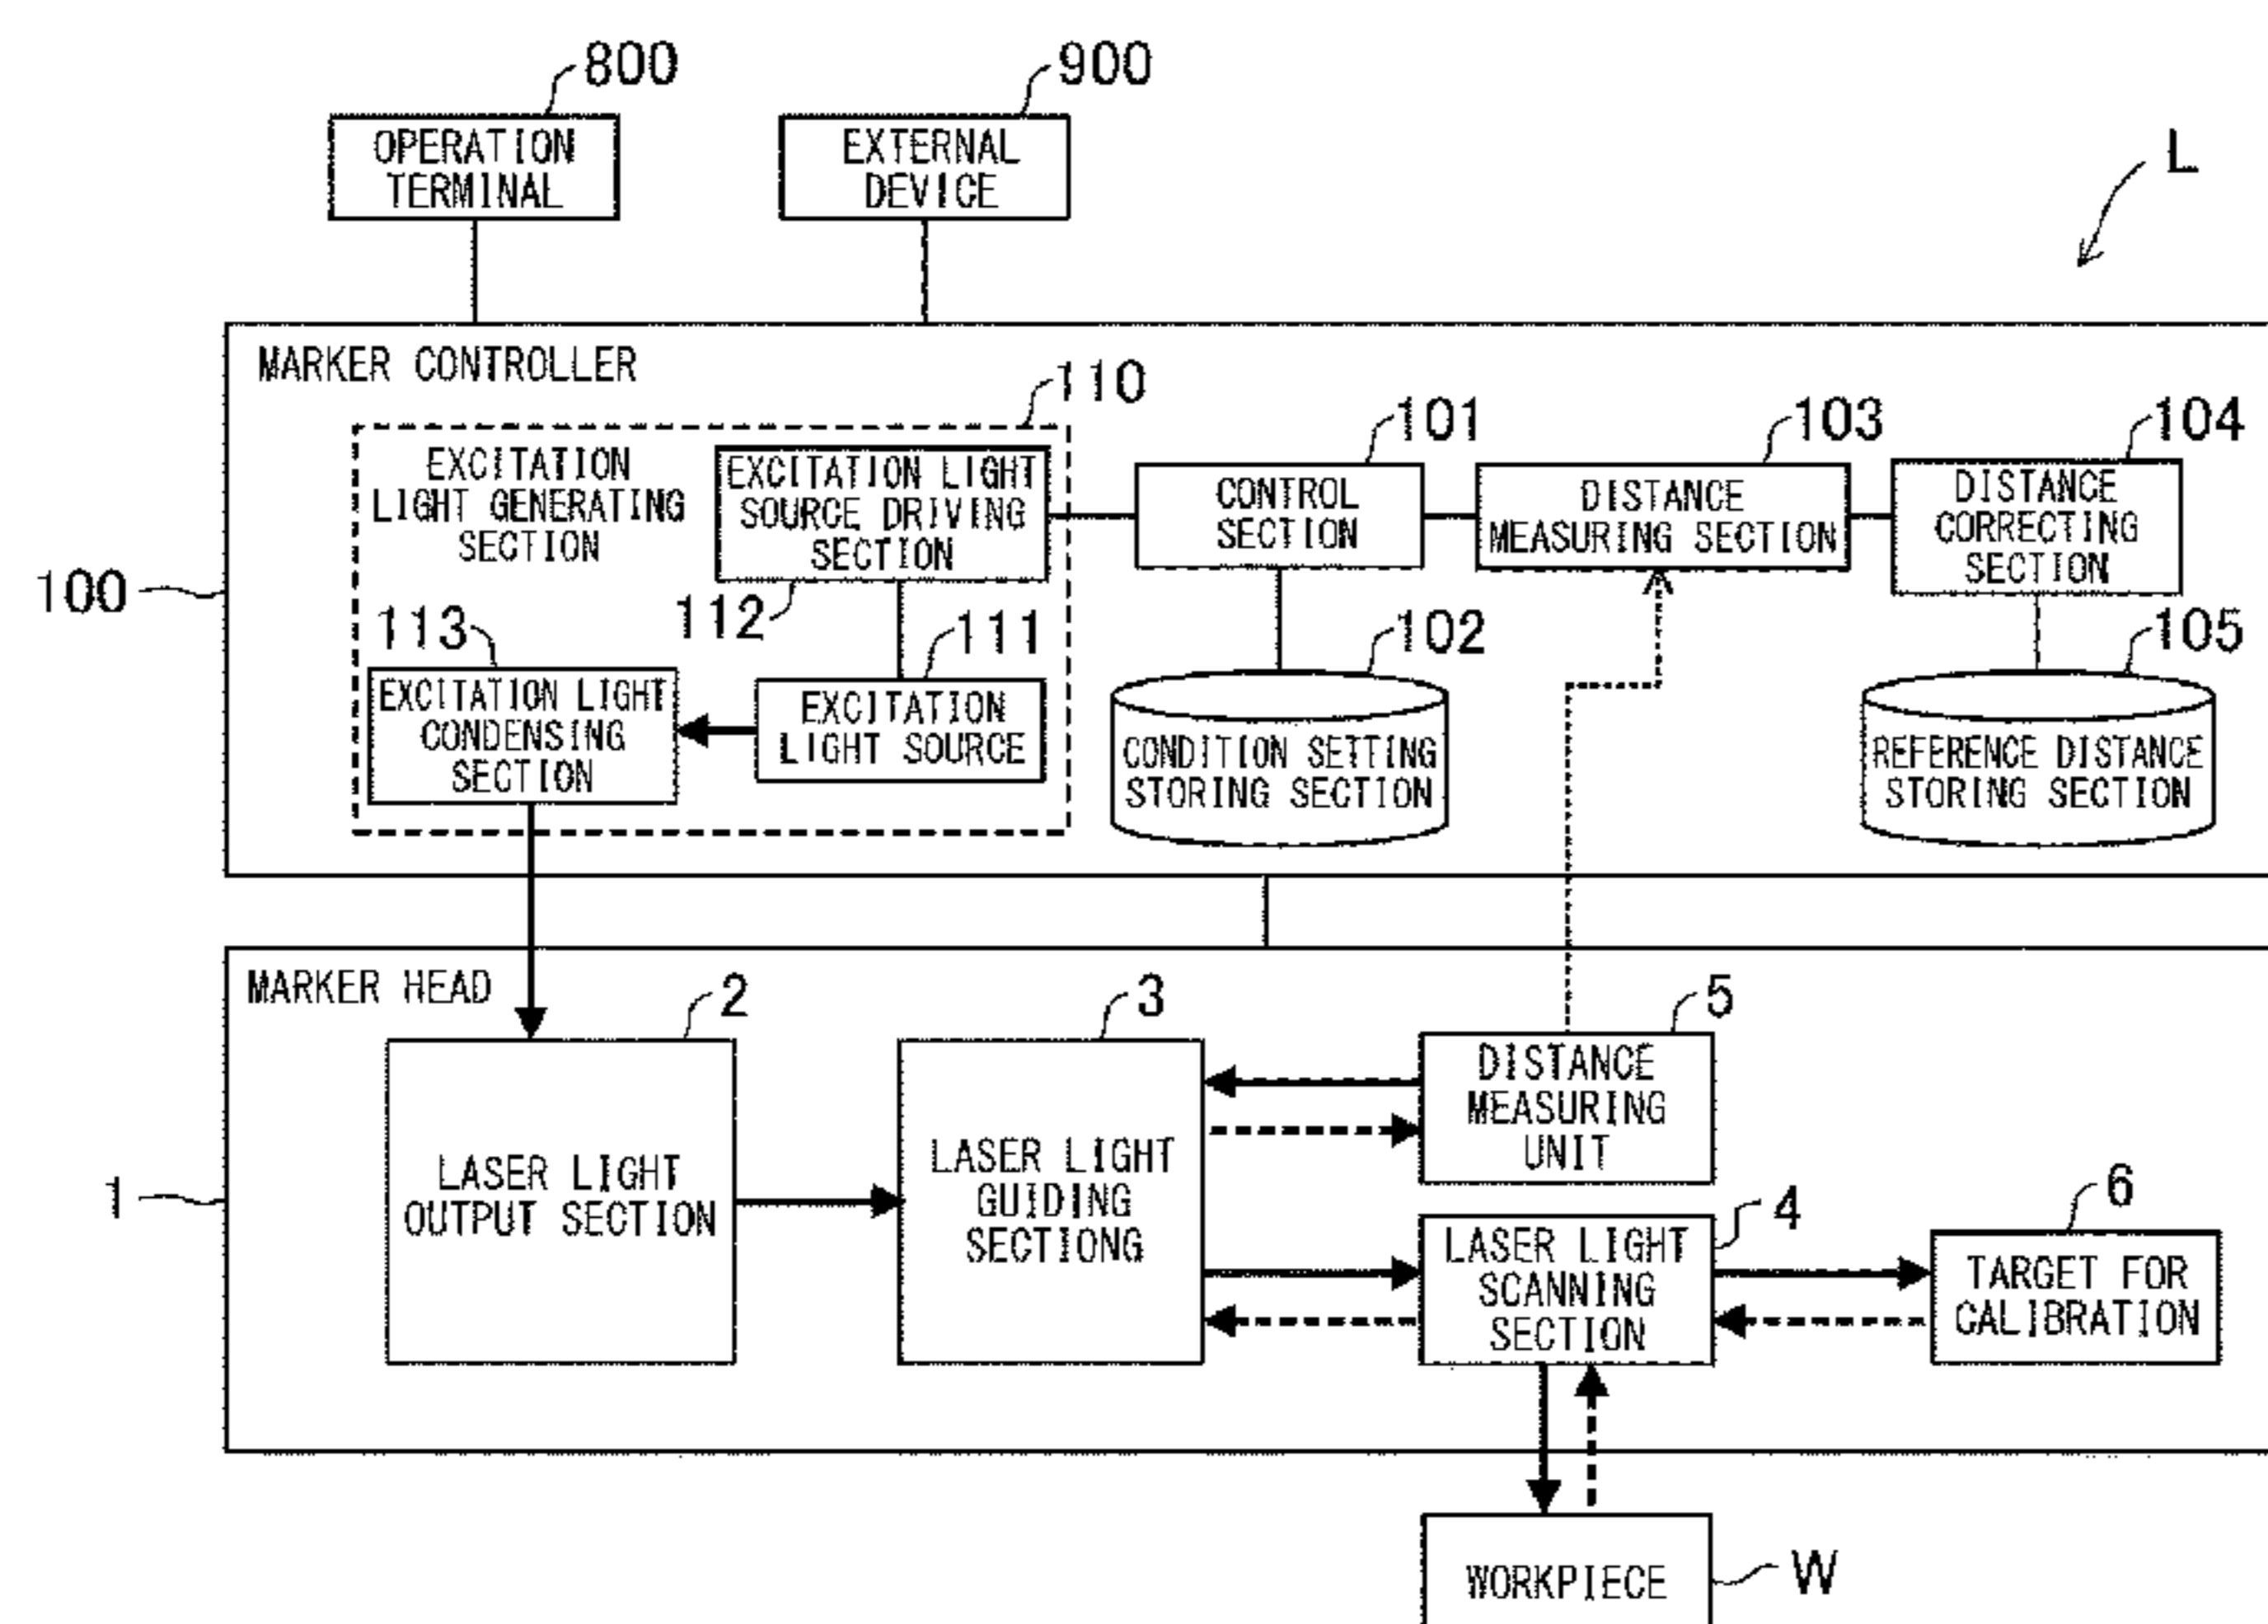 800
900
OPERATION
TERMINAL
EXTERNAL
DEVICE
L
MARKER CONTROLLER
110
101
103
104
EXCITATION
LIGHT GENERATING
SECTION
EXCITATION LIGHT
SOURCE DRIVING
SECTION
CONTROL
SECTION
DISTANCE
MEASURING SECTION
DISTANCE
CORRECTING
SECTION
100
113
112
111
102
105
EXCITATION LIGHT
CONDENSING
SECTION
EXCITATION
LIGHT SOURCE
CONDITION SETTING
STORING SECTION
REFERENCE DISTANCE
STORING SECTION
MARKER HEAD
2
3
5
DISTANCE
MEASURING
UNIT
1
LASER LIGHT
OUTPUT SECTION
LASER LIGHT
GUIDING
SECTIONG
4
6
LASER LIGHT
SCANNING
SECTION
TARGET FOR
CALIBRATION
WORKPIECE
W